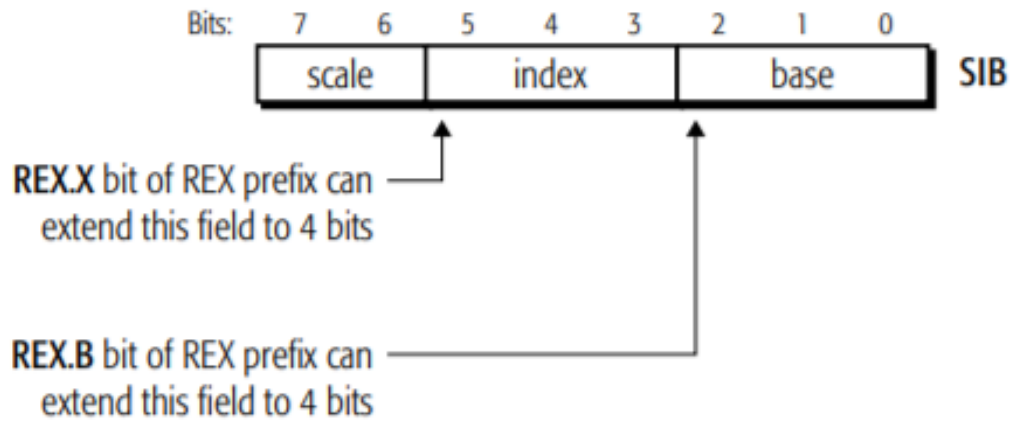 Bits: 7 6 5 4 3 2 1 0
scale index base SIB
REX.X bit of REX prefix can
extend this field to 4 bits
REX.B bit of REX prefix can
extend this field to 4 bits